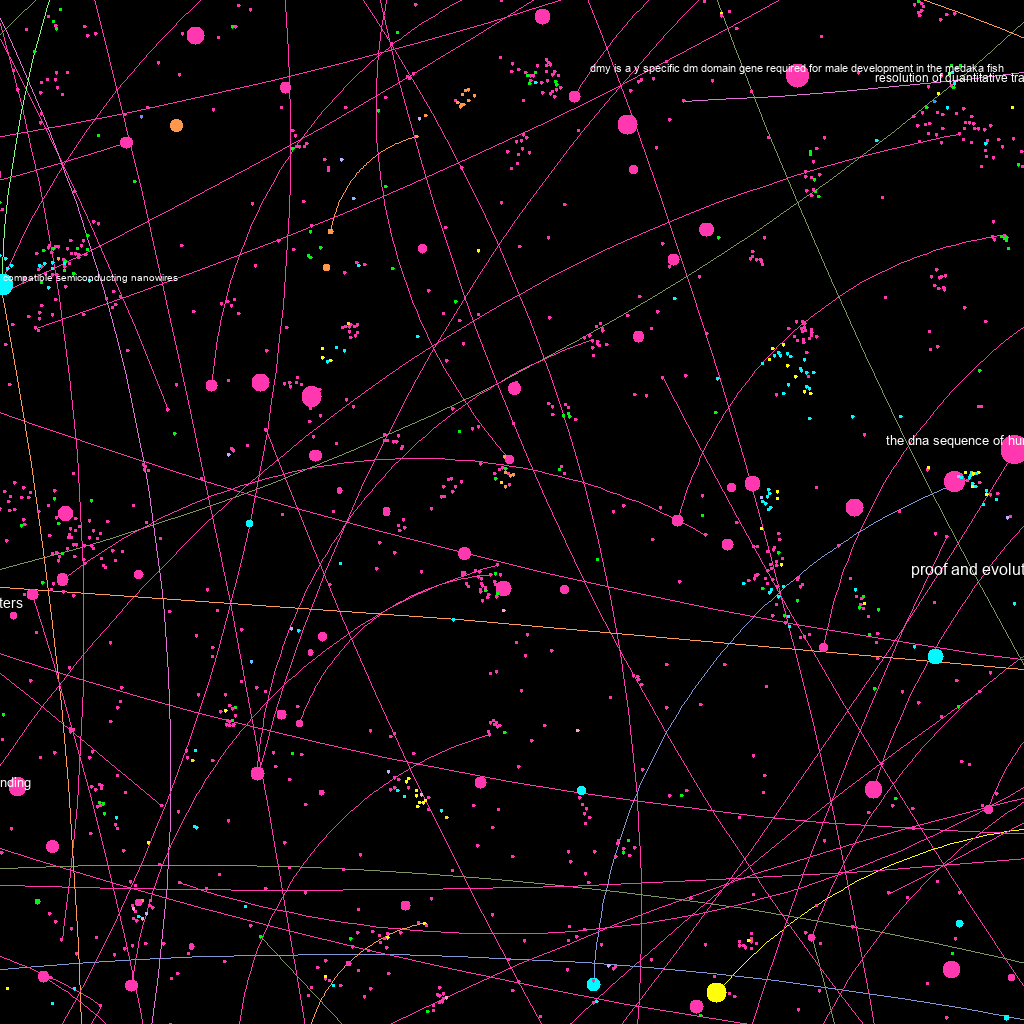 dmy is a y specific dm domain gene required for male development in the medaka fish
resolution of quantitative tra
compatible semiconducting nanowires
the dna sequence of hu
proof and evolut
ters
nding